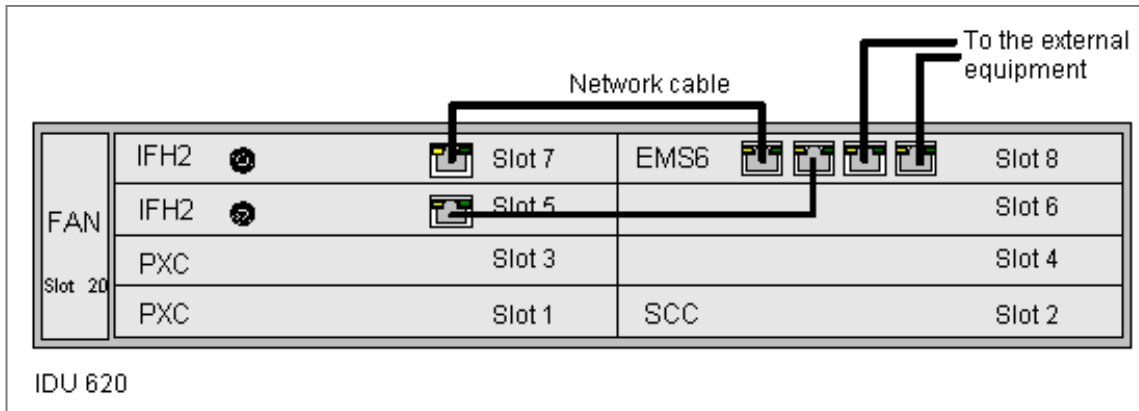 To the external
equipment
Network cable
IFH2 Slot 7 EMS6 Slot 8
IFH2 Slot 5 Slot 6
FAN
PXC Slot 3 Slot 4
Slot 20
PXC Slot 1 SCC Slot 2
IDU 620